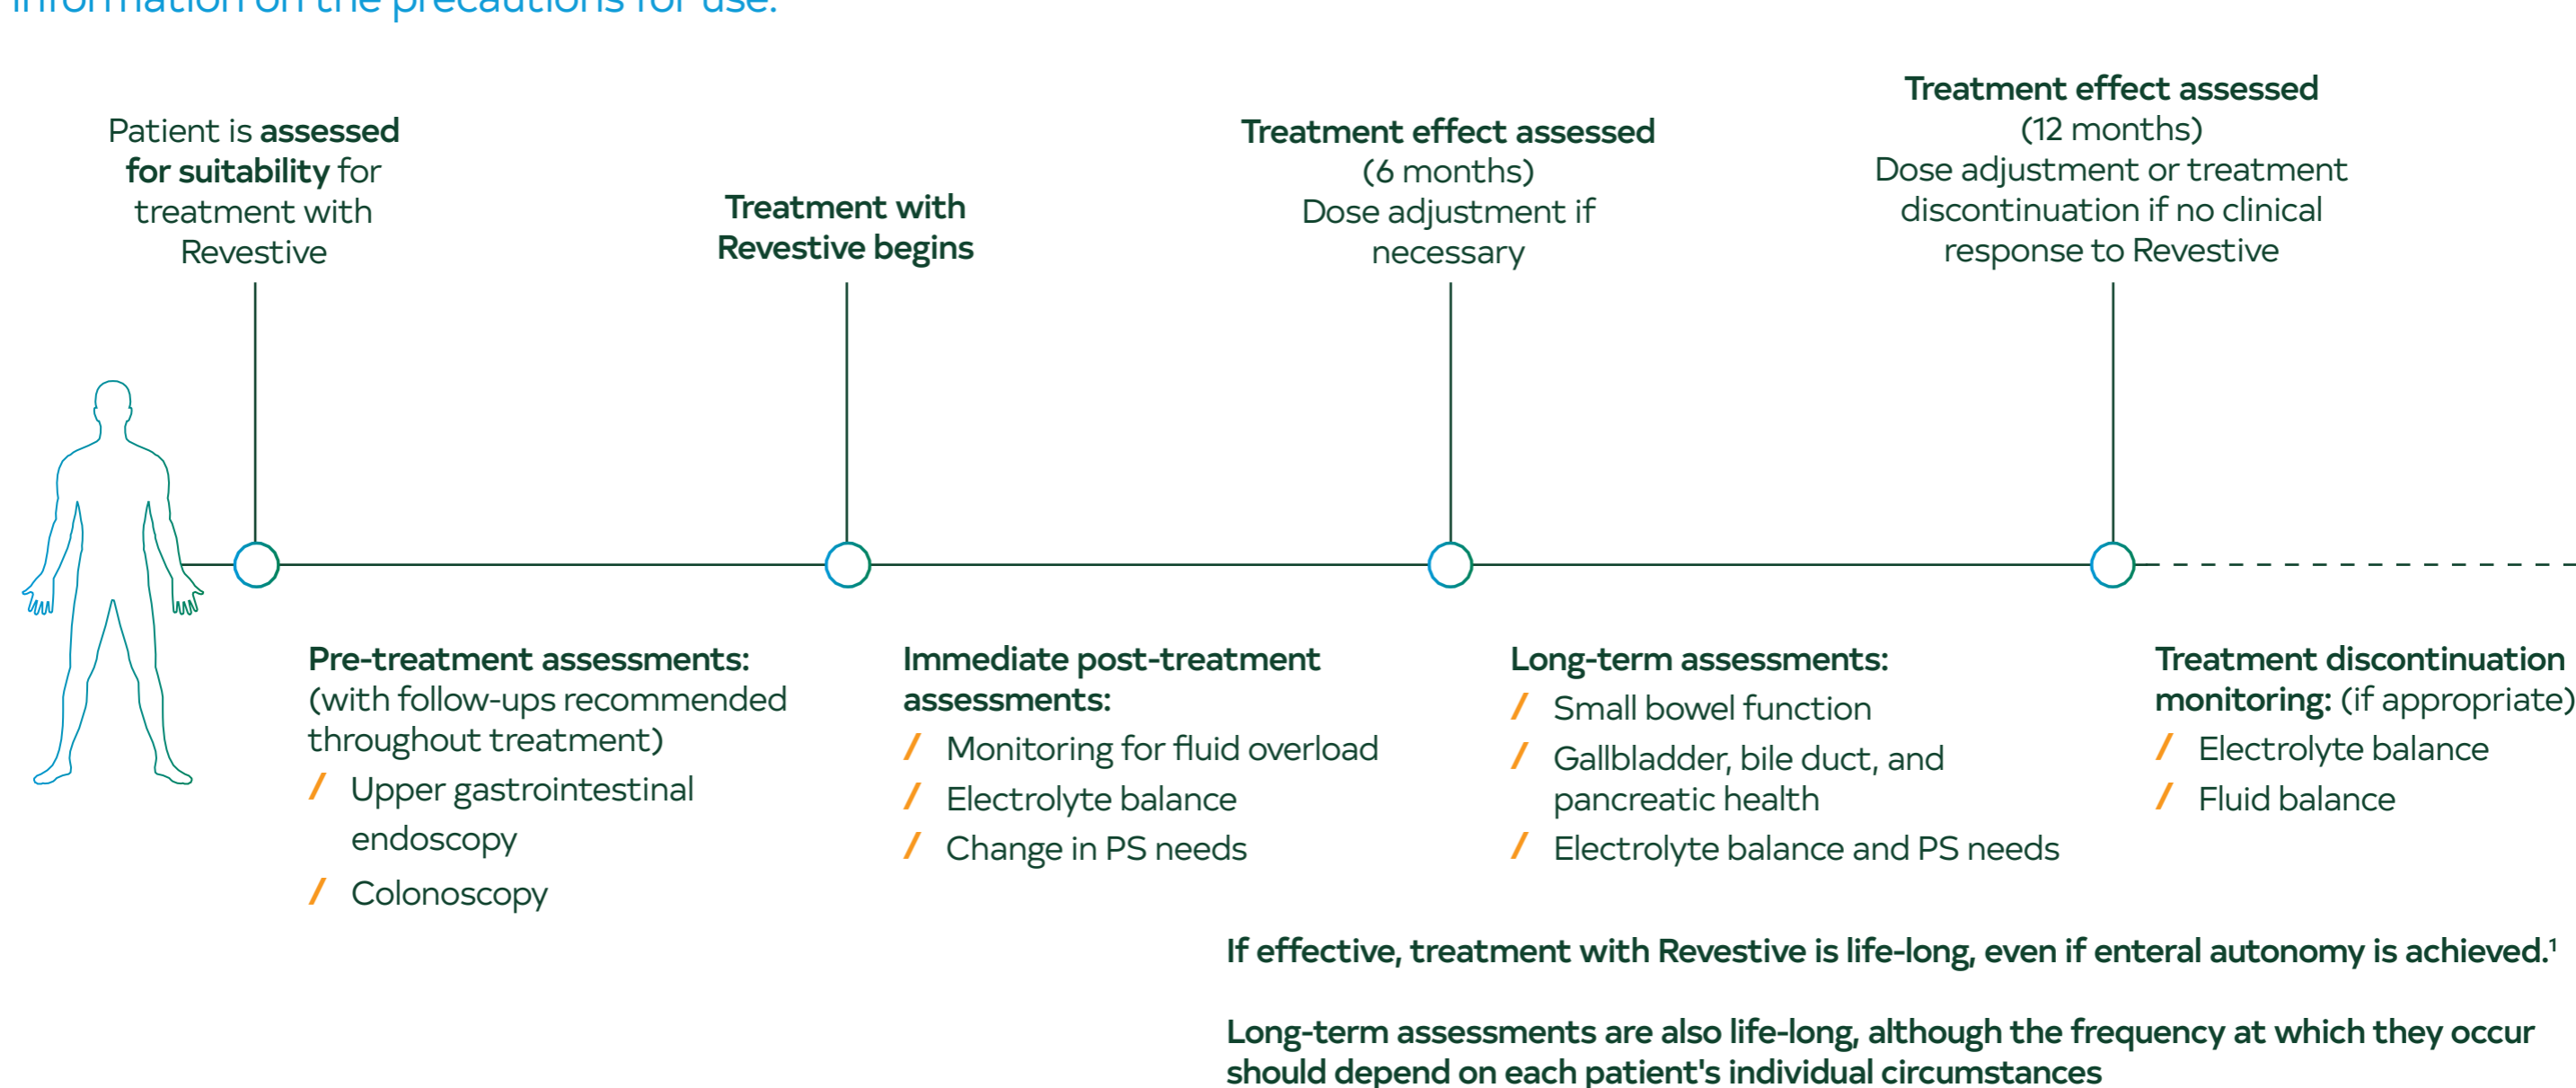 information on the precautions for use.
Patient is assessed
for suitability for
treatment with
Revestive
Treatment with
Revestive begins
Treatment effect assessed
(6 months)
Dose adjustment if
necessary
Treatment effect assessed
(12 months)
Dose adjustment or treatment
discontinuation if no clinical
response to Revestive
Pre-treatment assessments:
(with follow-ups recommended
throughout treatment)
/ Upper gastrointestinal
endoscopy
/ Colonoscopy
Immediate post-treatment
assessments:
/ Monitoring for fluid overload
/ Electrolyte balance
/ Change in PS needs
Long-term assessments:
/ Small bowel function
/ Gallbladder, bile duct, and
pancreatic health
/ Electrolyte balance and PS needs
Treatment discontinuation
monitoring: (if appropriate)
/ Electrolyte balance
/ Fluid balance
If effective, treatment with Revestive is life-long, even if enteral autonomy is achieved.¹
Long-term assessments are also life-long, although the frequency at which they occur
should depend on each patient's individual circumstances